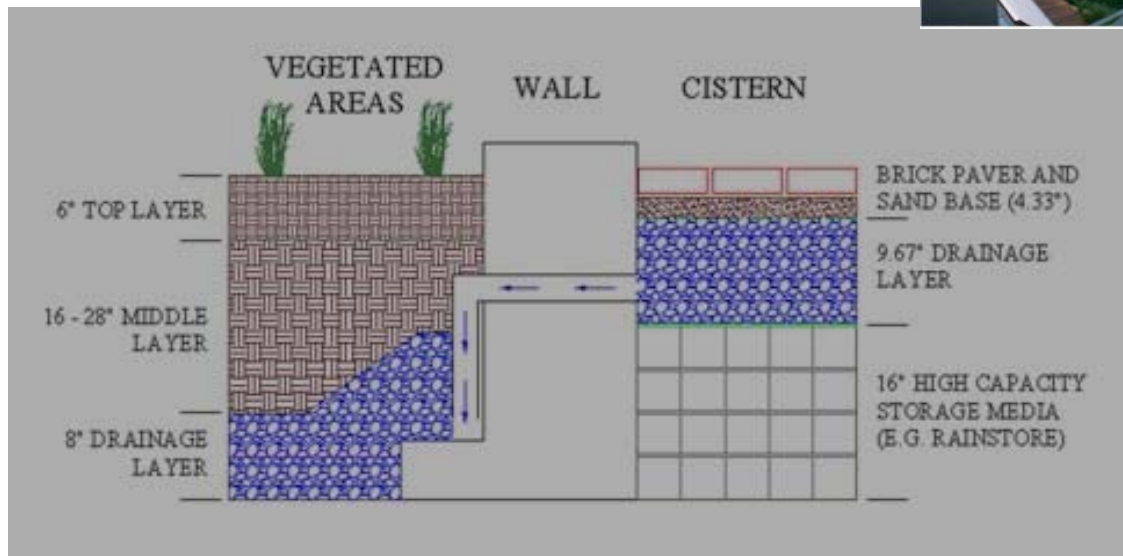 VEGETATED
AREAS
WALL
CISTERN
6" TOP LAYER
16 - 28" MIDDLE
LAYER
8" DRAINAGE
LAYER
BRICK PAVER AND
SAND BASE (4.33")
9.67" DRAINAGE
LAYER
16" HIGH CAPACITY
STORAGE MEDIA
(E.G. RAINSTORE)